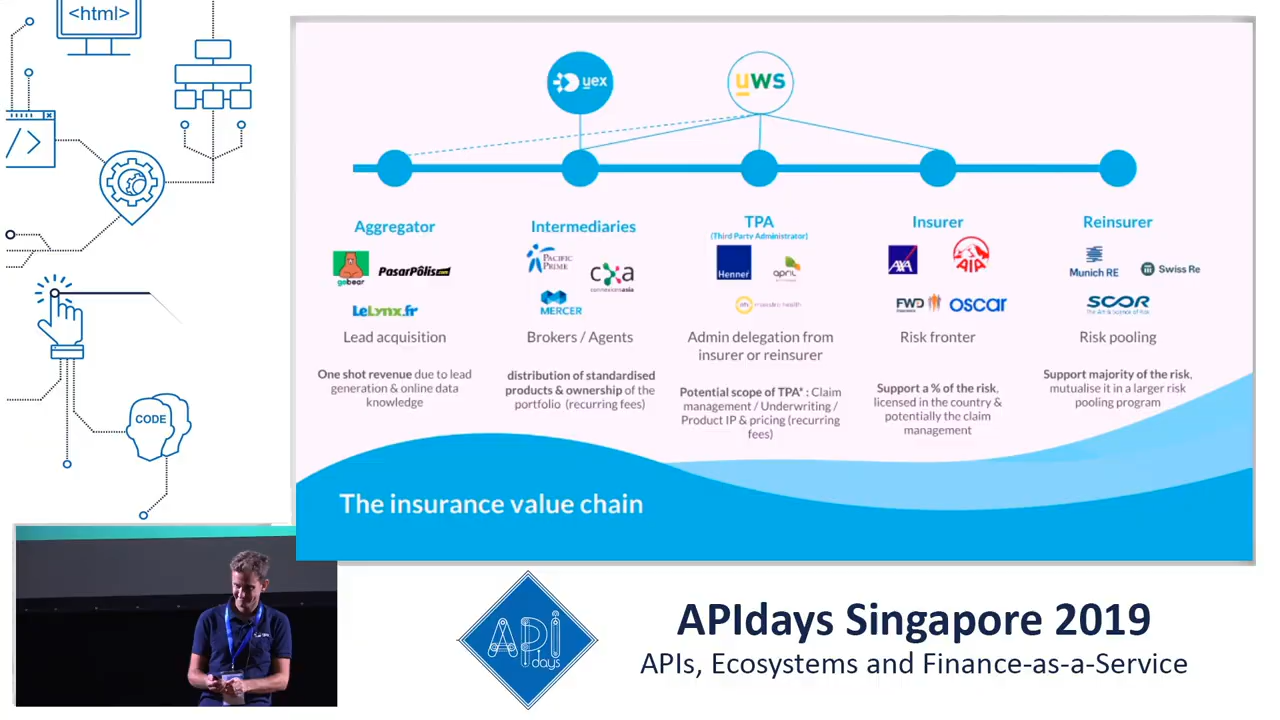 <html>
</>
CODE
uex
uws
Aggregator
gobear
PasarPolis.com
LeLynx.fr
Lead acquisition
One shot revenue due to lead
generation & online data
knowledge
Intermediaries
PACIFIC
PRIME
cxa
connexionsasia
MERCER
Brokers / Agents
distribution of standardised
products & ownership of the
portfolio (recurring fees)
TPA
(Third Party Administrator)
Henner
april
Admin delegation from
insurer or reinsurer
Potential scope of TPA* : Claim
management / Underwriting /
Product IP & pricing (recurring
fees)
Insurer
AXA
AIA
FWD
insurance
oscar
Risk fronter
Support a % of the risk,
licensed in the country &
potentially the claim
management
Reinsurer
Munich RE
Swiss Re
SCOR
The Art & Science of Risk
Risk pooling
Support majority of the risk,
mutualise it in a larger risk
pooling program
The insurance value chain
API
days
APIdays Singapore 2019
APIs, Ecosystems and Finance-as-a-Service